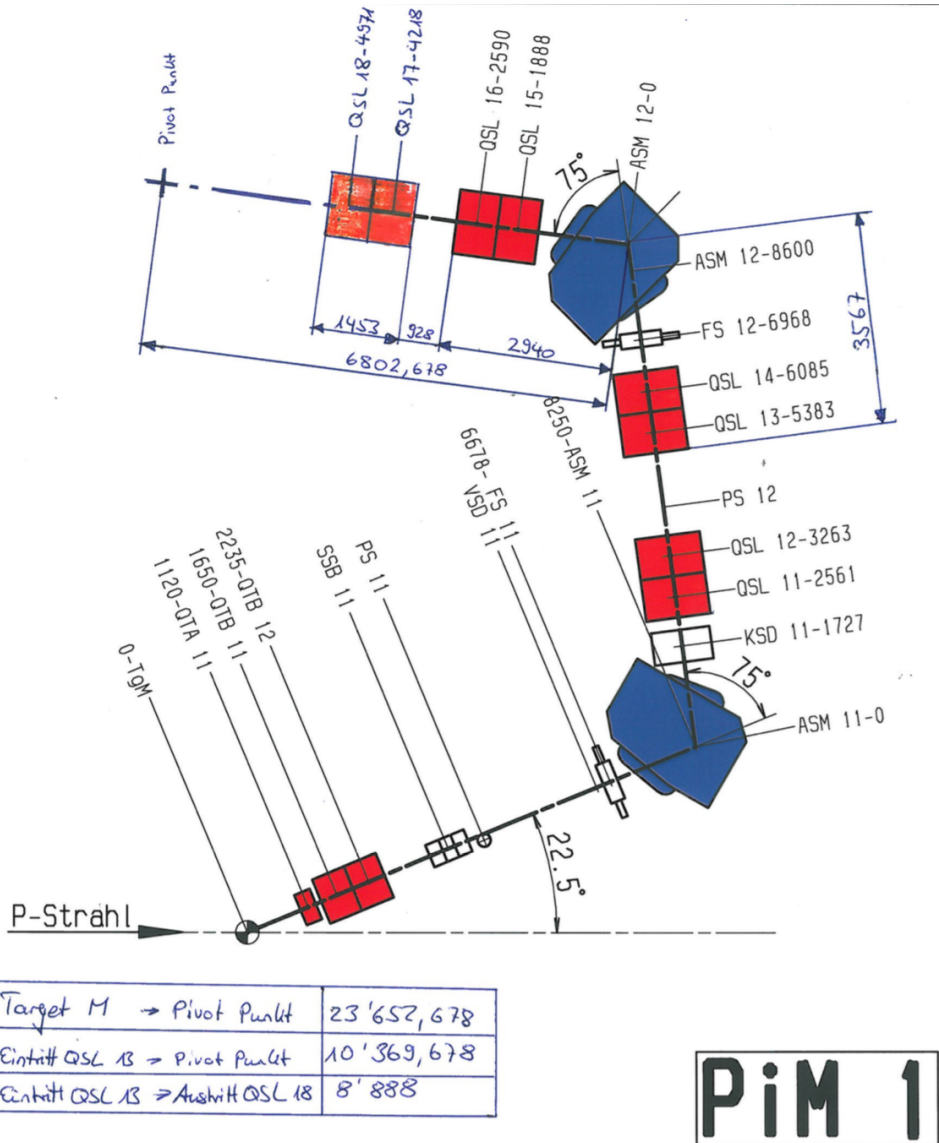 Pivot Punkt
QSL 18-4971
QSL 17-4218
QSL 16-2590
QSL 15-1888
75°
ASM 12-0
ASM 12-8600
FS 12-6968
3567
1453
928
2940
6802,678
QSL 14-6085
QSL 13-5383
8250-ASM 11
6678- FS 11
VSD 11
PS 12
QSL 12-3263
QSL 11-2561
KSD 11-1727
75°
ASM 11-0
PS 11
SSB 11
2235-QTB 12
1650-QTB 11
1120-QTA 11
0-TgM
22.5°
P-Strahl
Target M → Pivot Punkt 23'652,678
Eintritt QSL 13 → Pivot Punkt 10'369,678
Eintritt QSL 13 → Austritt QSL 18 8'888
PiM 1